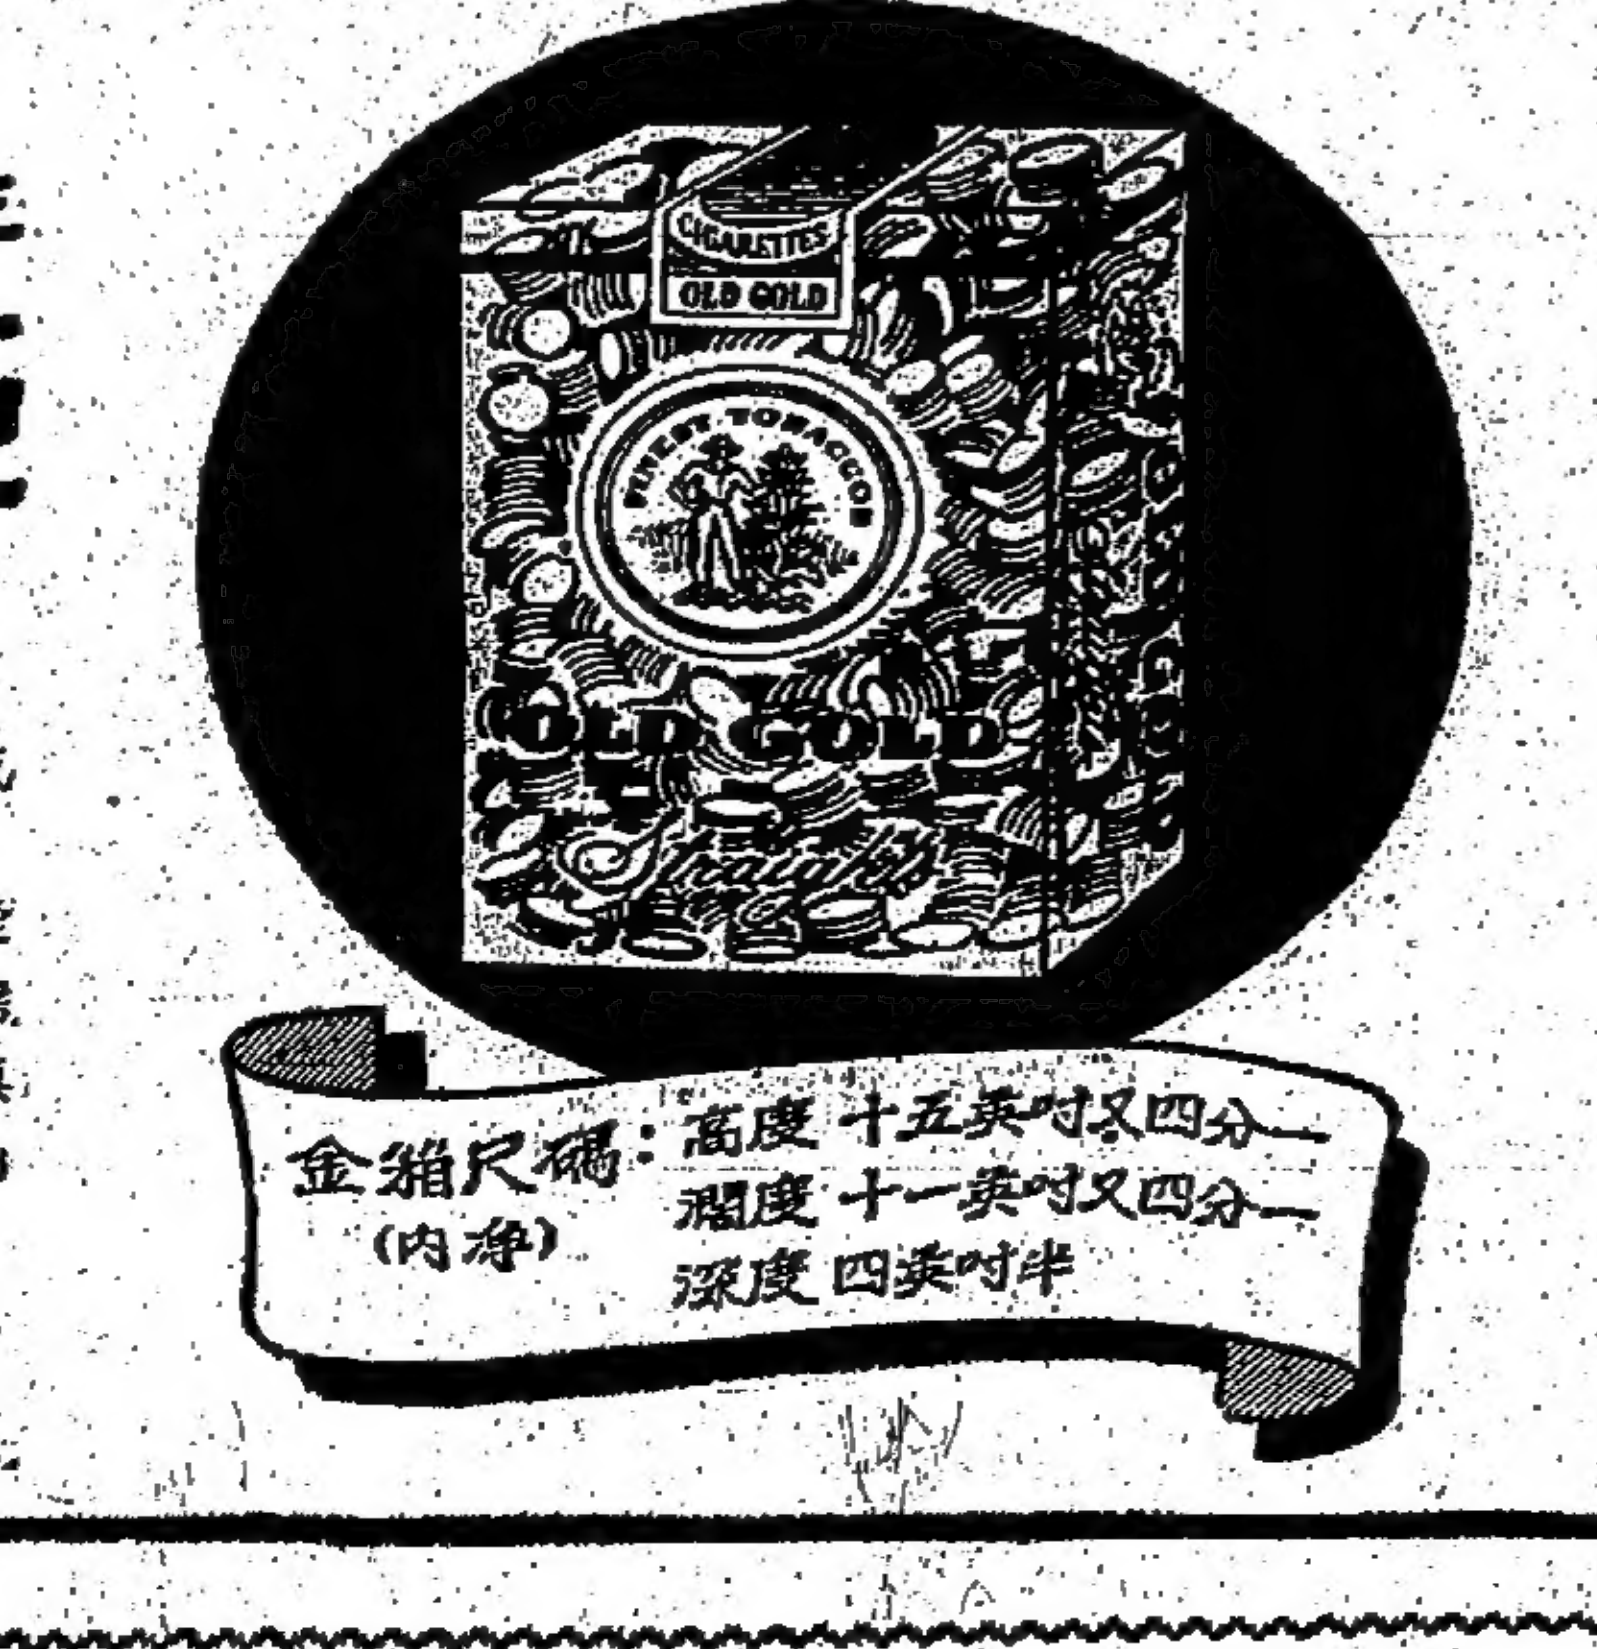 CIGARETTES
OLD GOLD
FINEST TOBACCOS
OLD GOLD
Straights
金箱尺碼：
(內淨)
高度 十五英吋又四分一
濶度 十一英吋又四分一
深度 四英吋半